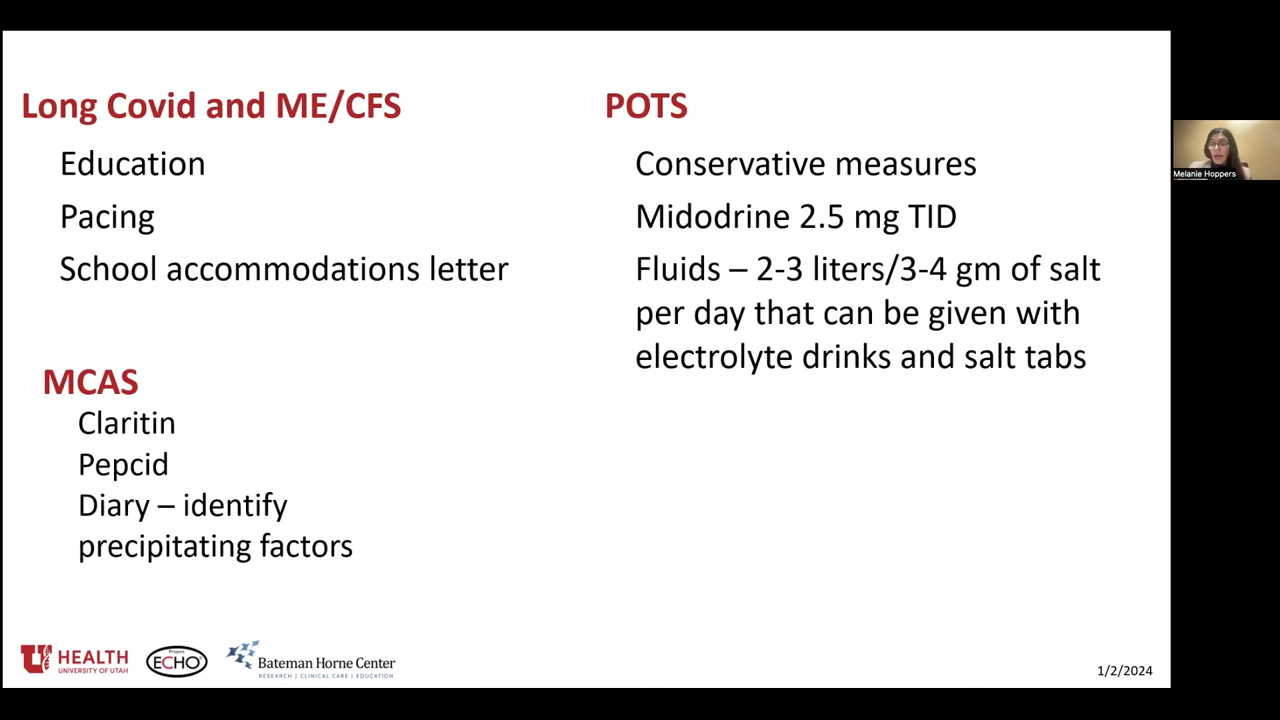 Long Covid and ME/CFS
Education
Pacing
School accommodations letter
MCAS
Claritin
Pepcid
Diary – identify
precipitating factors
POTS
Conservative measures
Midodrine 2.5 mg TID
Fluids – 2-3 liters/3-4 gm of salt
per day that can be given with
electrolyte drinks and salt tabs
Melanie Hoppers
U HEALTH
UNIVERSITY OF UTAH
Project
ECHO
Bateman Horne Center
RESEARCH | CLINICAL CARE | EDUCATION
1/2/2024